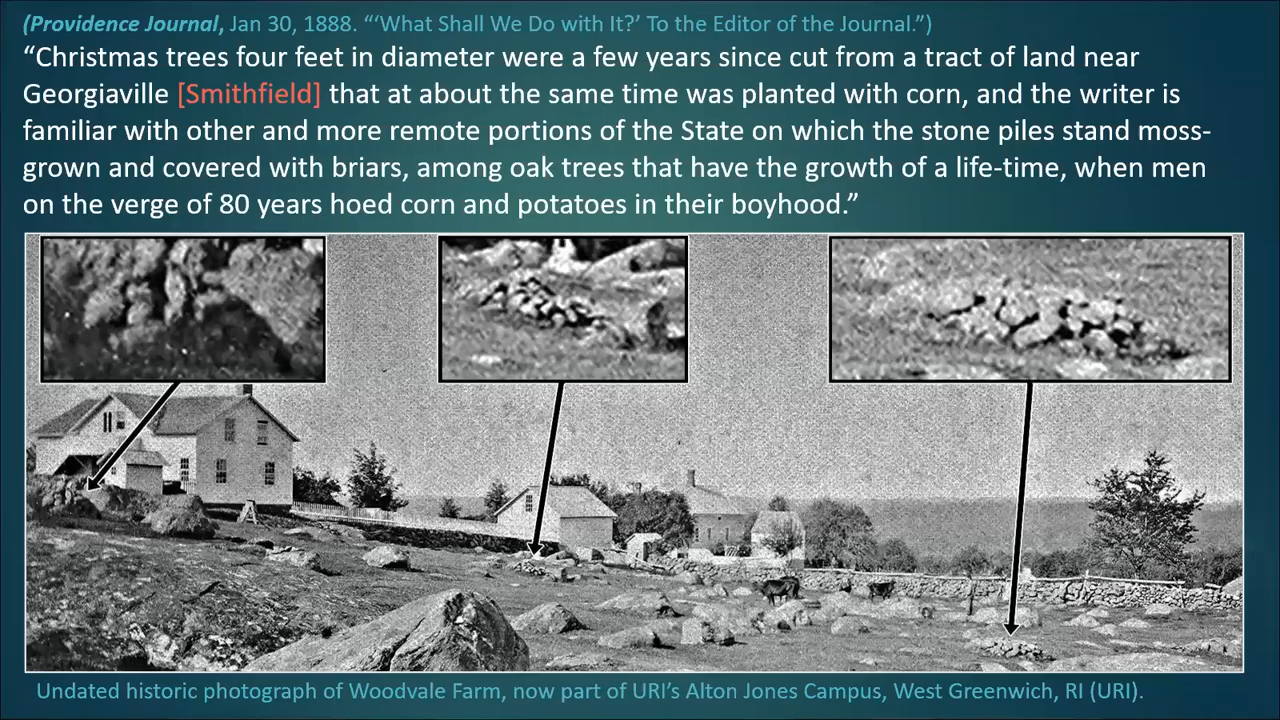 (Providence Journal, Jan 30, 1888. “‘What Shall We Do with It?’ To the Editor of the Journal.”)
“Christmas trees four feet in diameter were a few years since cut from a tract of land near
Georgiaville [Smithfield] that at about the same time was planted with corn, and the writer is
familiar with other and more remote portions of the State on which the stone piles stand moss-
grown and covered with briars, among oak trees that have the growth of a life-time, when men
on the verge of 80 years hoed corn and potatoes in their boyhood.”
Undated historic photograph of Woodvale Farm, now part of URI’s Alton Jones Campus, West Greenwich, RI (URI).